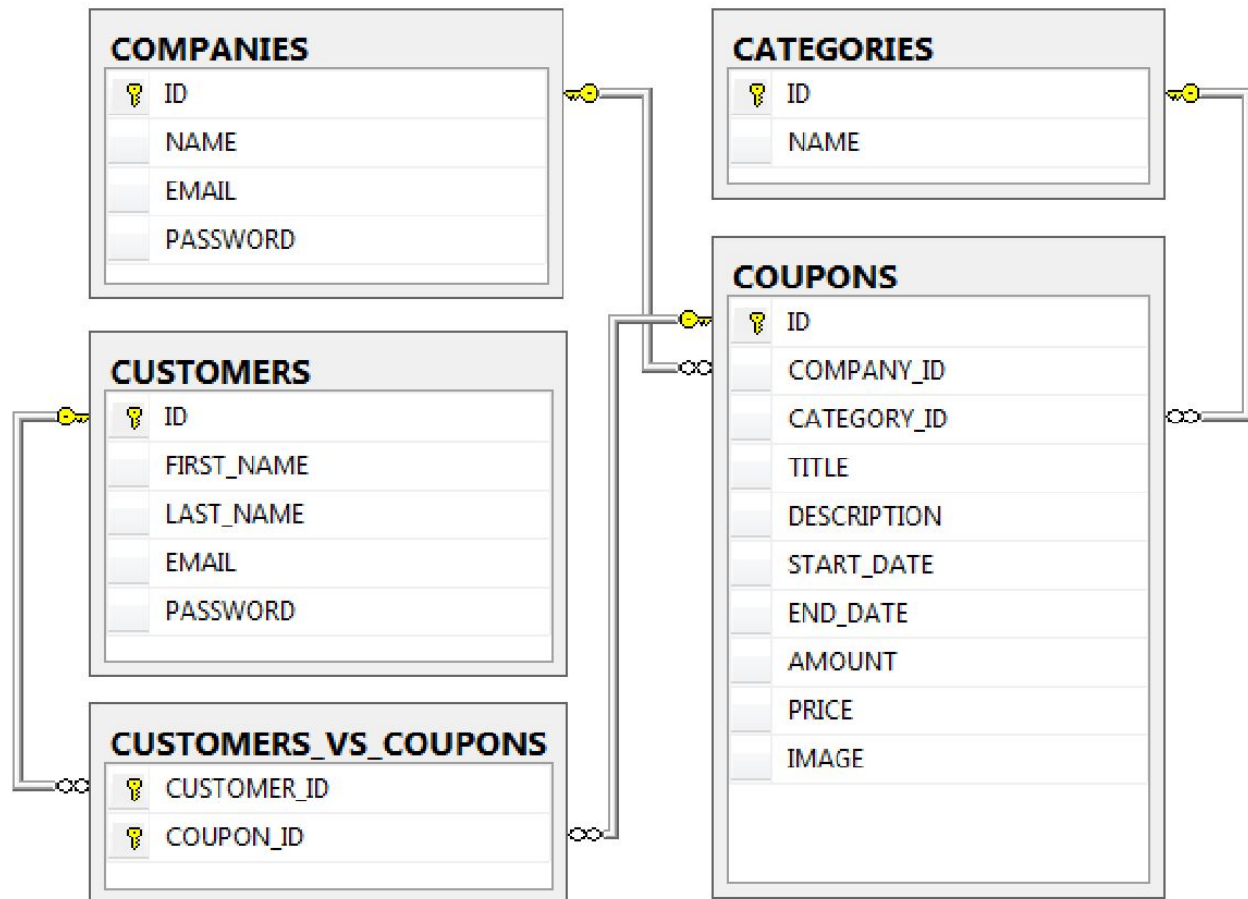 COMPANIES
ID
NAME
EMAIL
PASSWORD
CATEGORIES
ID
NAME
CUSTOMERS
ID
FIRST_NAME
LAST_NAME
EMAIL
PASSWORD
COUPONS
ID
COMPANY_ID
CATEGORY_ID
TITLE
DESCRIPTION
START_DATE
END_DATE
AMOUNT
PRICE
IMAGE
CUSTOMERS_VS_COUPONS
CUSTOMER_ID
COUPON_ID